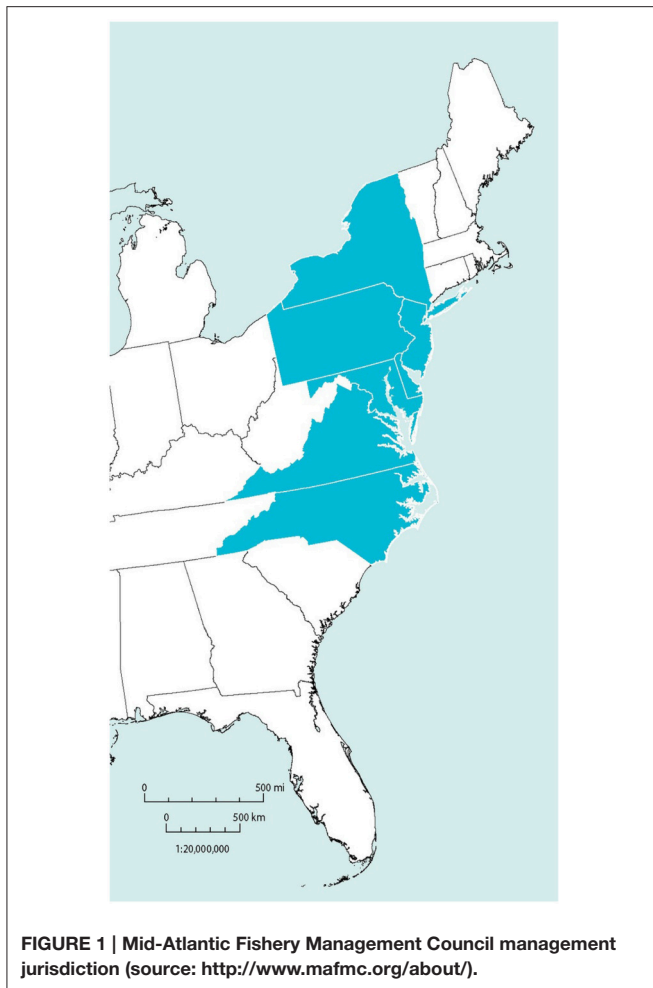 0 500 mi
0 500 km
1:20,000,000
FIGURE 1 | Mid-Atlantic Fishery Management Council management
jurisdiction (source: http://www.mafmc.org/about/).